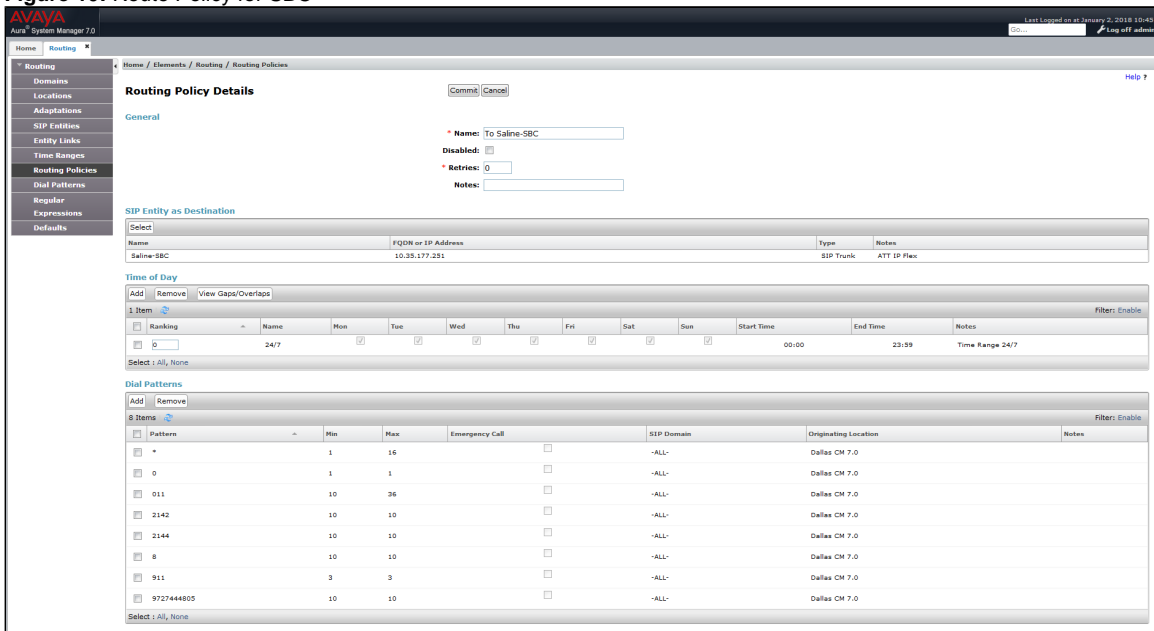 Last Logged on at January 2, 2018 10:45
AVAYA
Aura® System Manager 7.0
Go...
Log off admin
Home Routing ×
Routing
Domains
Locations
Adaptations
SIP Entities
Entity Links
Time Ranges
Routing Policies
Dial Patterns
Regular
Expressions
Defaults
Home / Elements / Routing / Routing Policies
Help ?
Routing Policy Details
Commit Cancel
General
* Name: To Saline-SBC
Disabled:
* Retries: 0
Notes:
SIP Entity as Destination
Select
Name FQDN or IP Address Type Notes
Saline-SBC 10.35.177.251 SIP Trunk ATT IP Flex
Time of Day
Add Remove View Gaps/Overlaps
1 Item Filter: Enable
Ranking Name Mon Tue Wed Thu Fri Sat Sun Start Time End Time Notes
0 24/7 00:00 23:59 Time Range 24/7
Select : All, None
Dial Patterns
Add Remove
8 Items Filter: Enable
Pattern Min Max Emergency Call SIP Domain Originating Location Notes
* 1 16 -ALL- Dallas CM 7.0
0 1 1 -ALL- Dallas CM 7.0
011 10 36 -ALL- Dallas CM 7.0
2142 10 10 -ALL- Dallas CM 7.0
2144 10 10 -ALL- Dallas CM 7.0
8 10 10 -ALL- Dallas CM 7.0
911 3 3 -ALL- Dallas CM 7.0
9727444805 10 10 -ALL- Dallas CM 7.0
Select : All, None